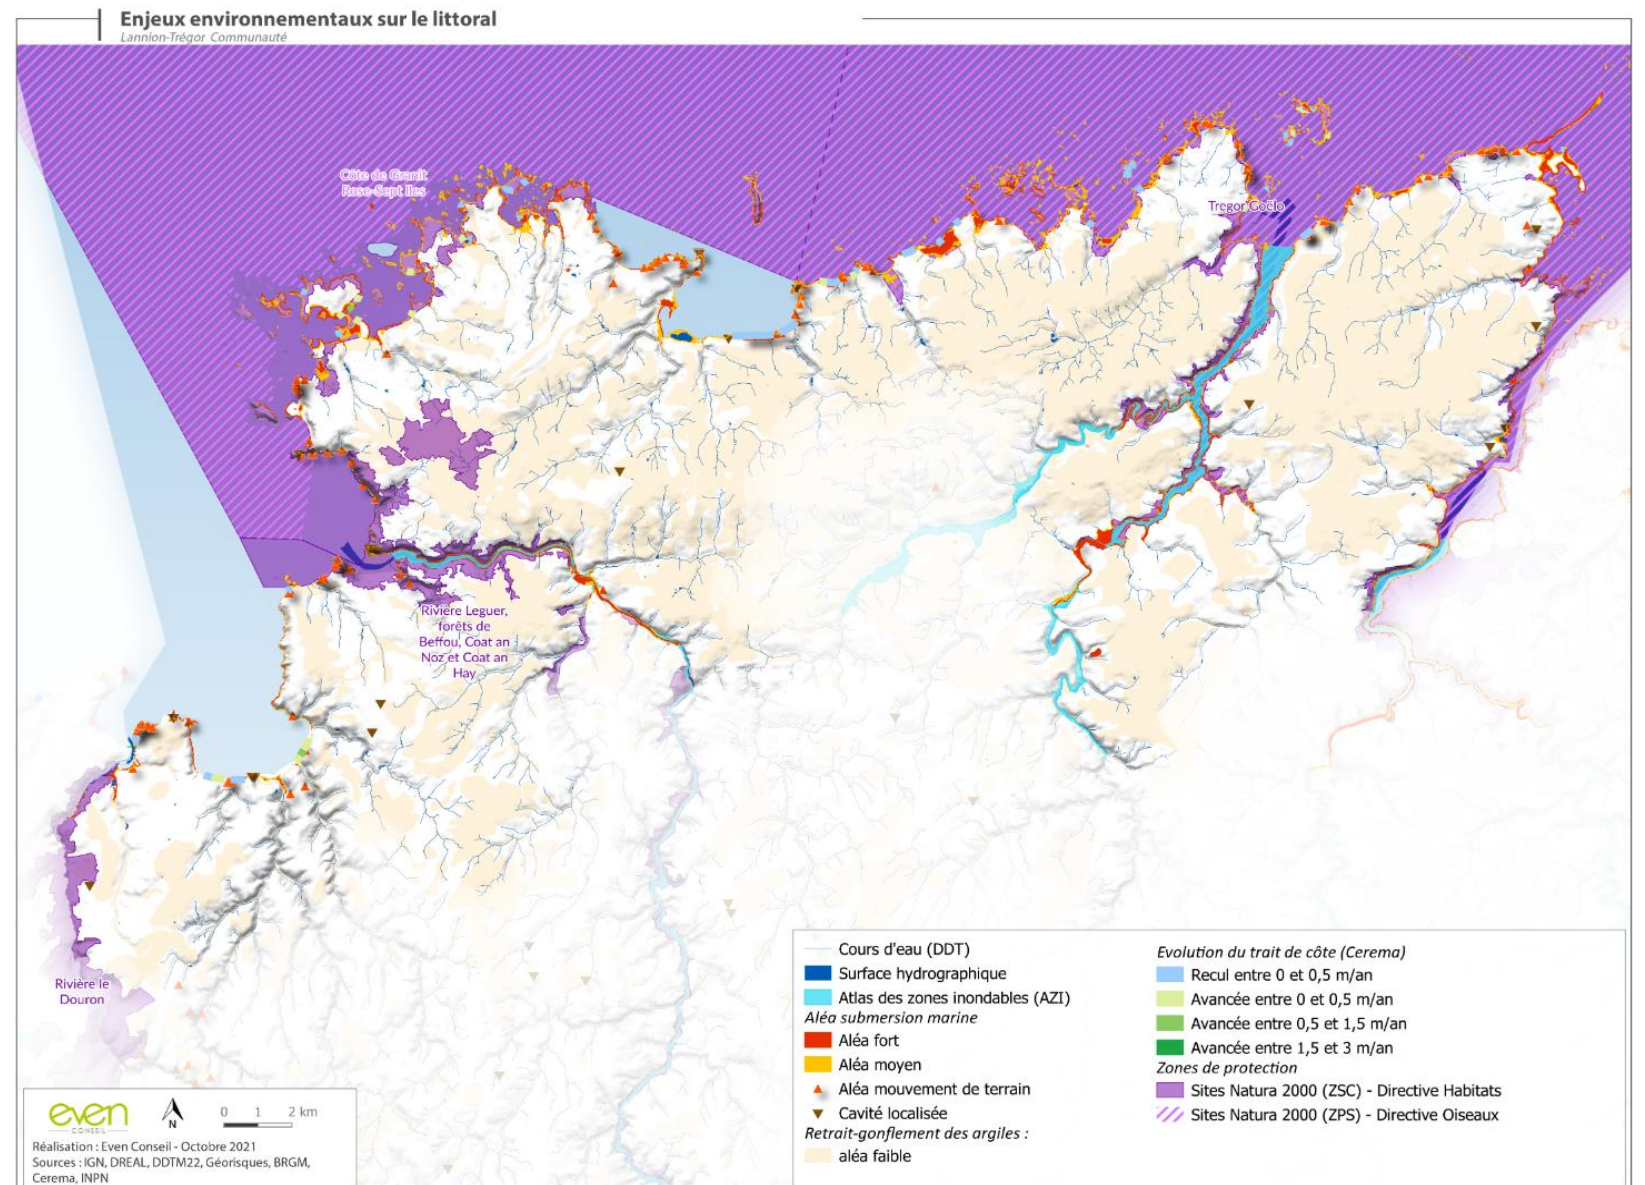 Enjeux environnementaux sur le littoral
Lannion-Trégor Communauté
Côte de Granit
Rose-Sept Iles
Tregor Goëlo
Rivière Leguer,
forêts de
Beffou, Coat an
Noz et Coat an
Hay
Rivière le
Douron
Cours d'eau (DDT)
Surface hydrographique
Atlas des zones inondables (AZI)
Aléa submersion marine
Aléa fort
Aléa moyen
Aléa mouvement de terrain
Cavité localisée
Retrait-gonflement des argiles :
aléa faible
Evolution du trait de côte (Cerema)
Recul entre 0 et 0,5 m/an
Avancée entre 0 et 0,5 m/an
Avancée entre 0,5 et 1,5 m/an
Avancée entre 1,5 et 3 m/an
Zones de protection
Sites Natura 2000 (ZSC) - Directive Habitats
Sites Natura 2000 (ZPS) - Directive Oiseaux
even
CONSEIL
N
0 1 2 km
Réalisation : Even Conseil - Octobre 2021
Sources : IGN, DREAL, DDTM22, Géorisques, BRGM,
Cerema, INPN